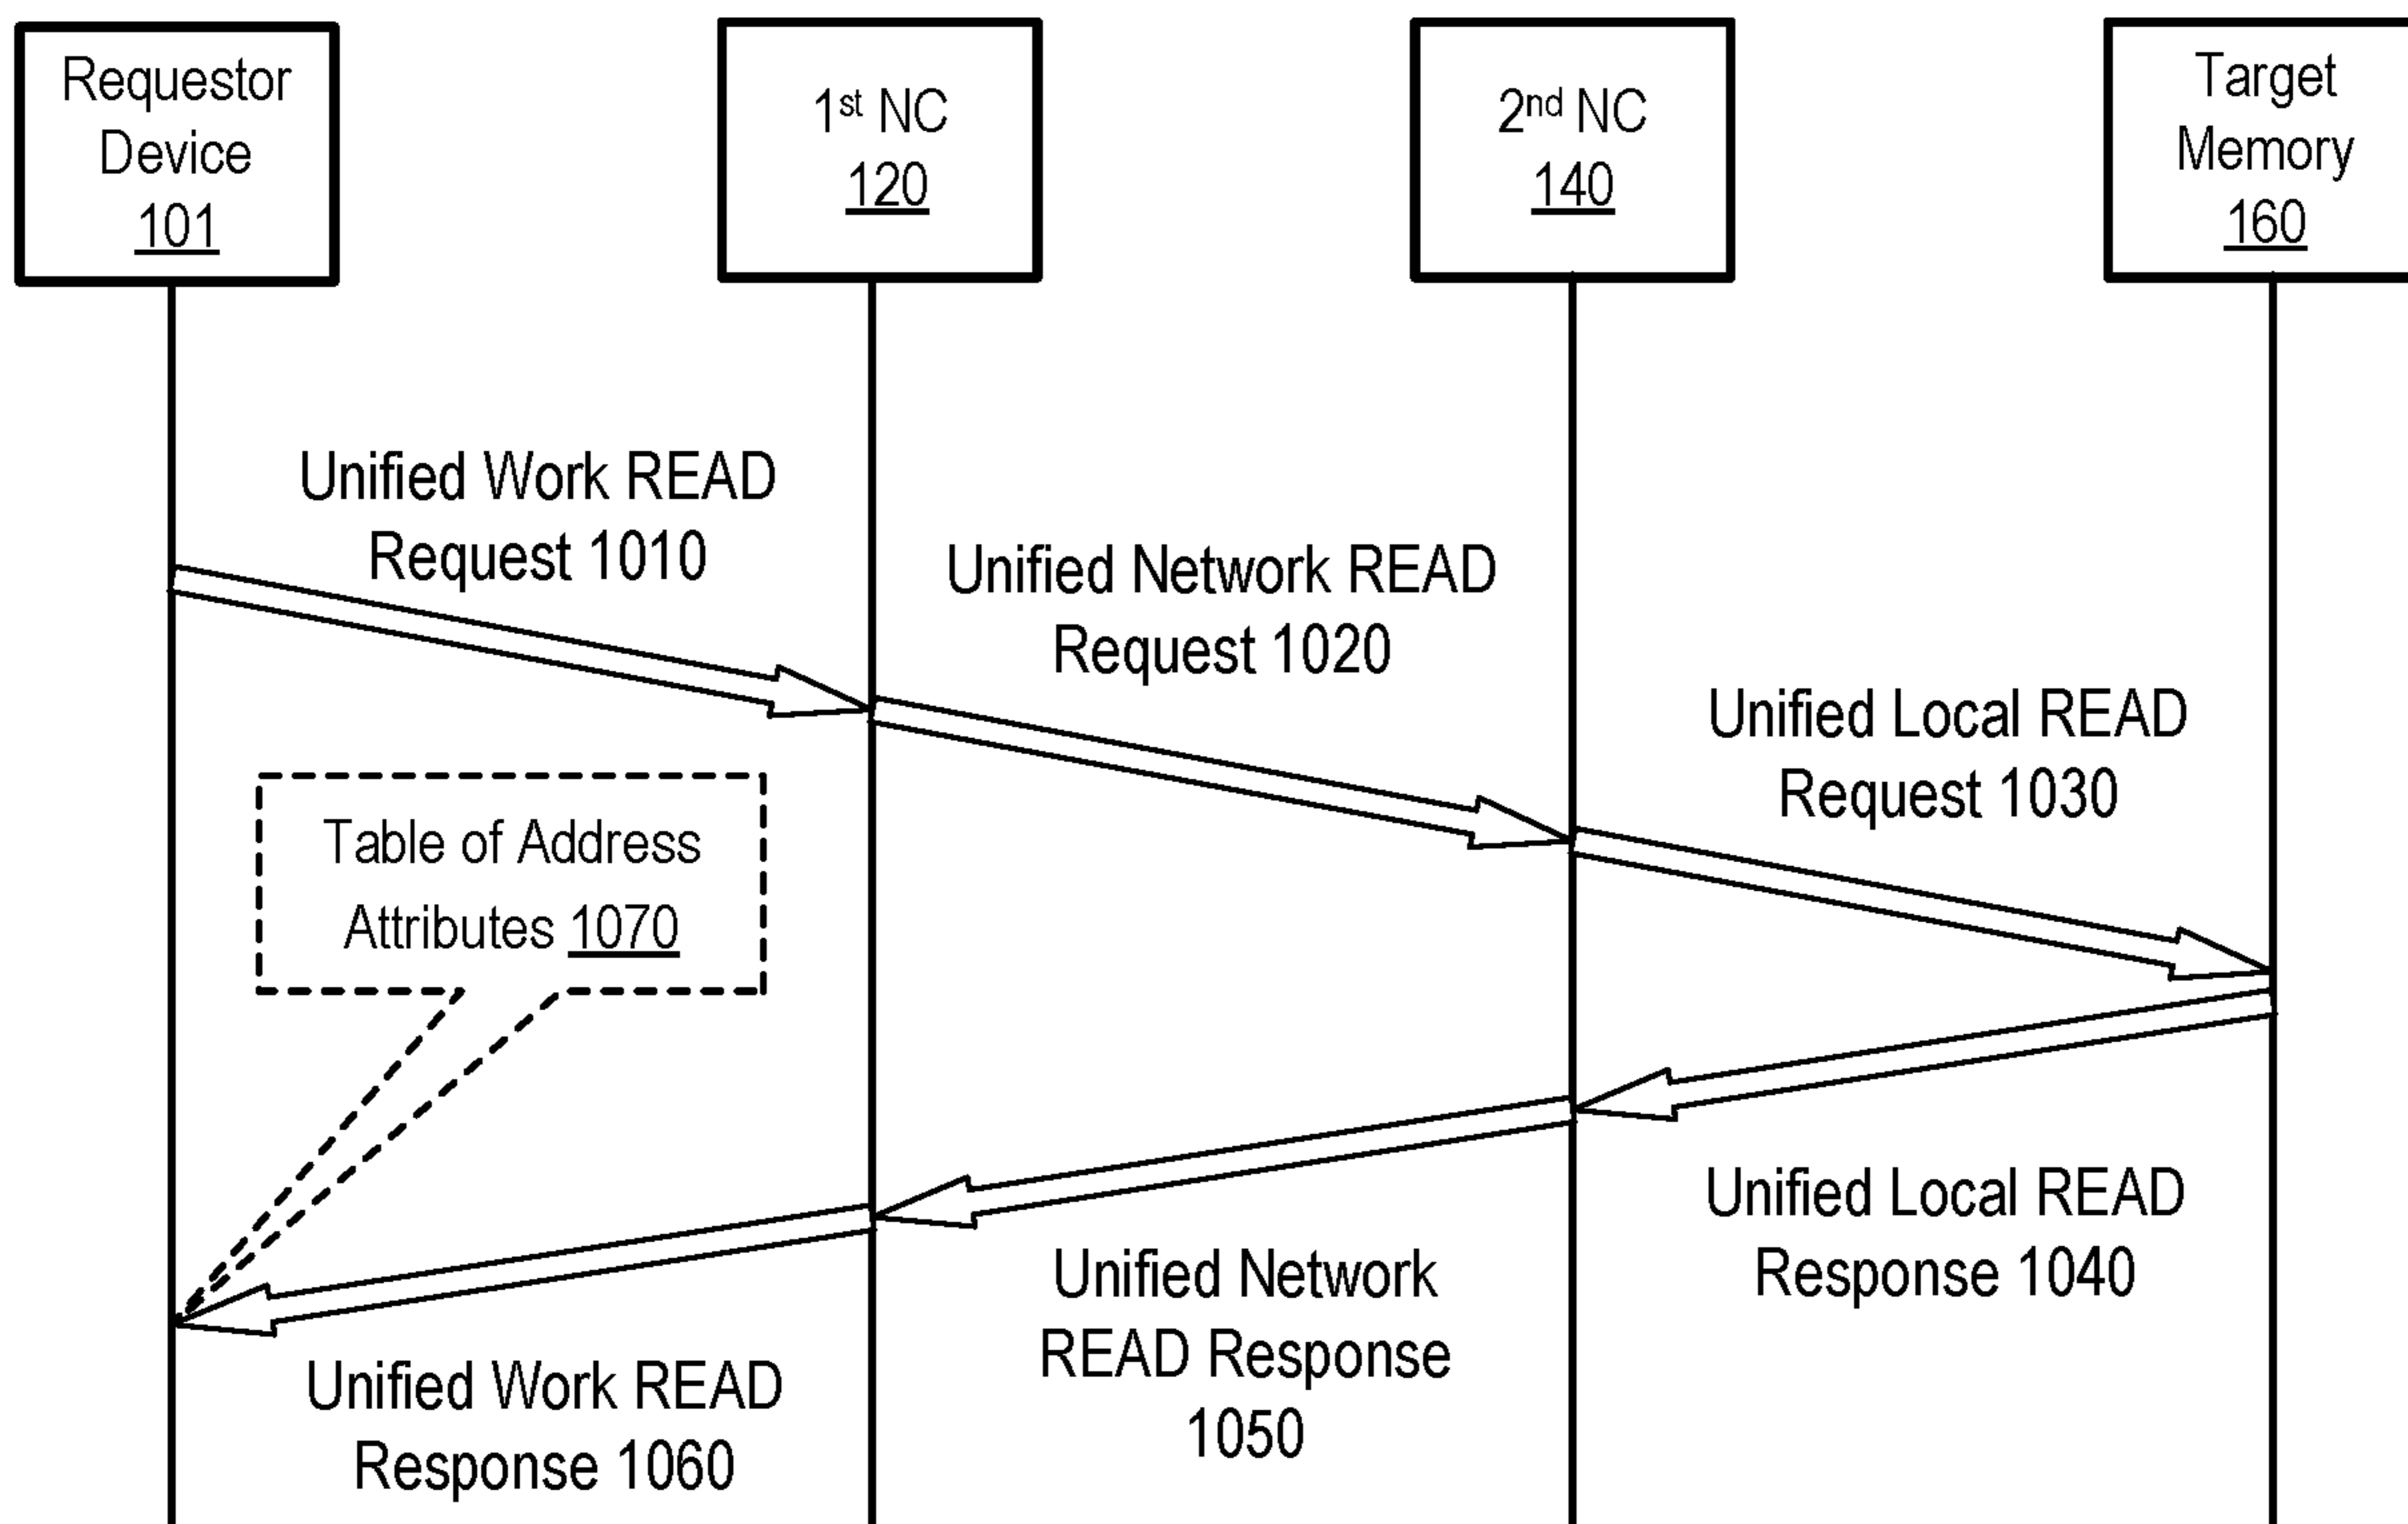 Requestor
Device
101
1st NC
120
2nd NC
140
Target
Memory
160
Unified Work READ
Request 1010
Unified Network READ
Request 1020
Unified Local READ
Request 1030
Table of Address
Attributes 1070
Unified Local READ
Response 1040
Unified Network
READ Response
1050
Unified Work READ
Response 1060